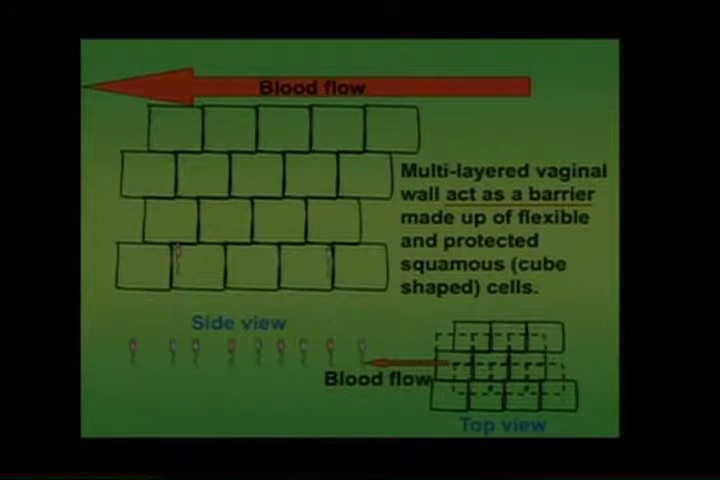 Blood flow
Multi-layered vaginal
wall act as a barrier
made up of flexible
and protected
squamous (cube
shaped) cells.
Side view
Blood flow
Top view